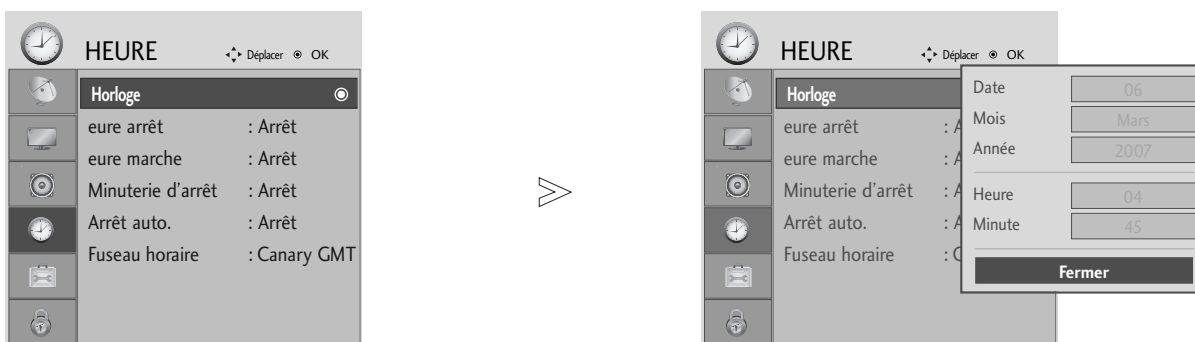 HEURE Déplacer OK
Horloge
eure arrêt : Arrêt
eure marche : Arrêt
Minuterie d'arrêt : Arrêt
Arrêt auto. : Arrêt
Fuseau horaire : Canary GMT
HEURE Déplacer OK
Horloge
eure arrêt : A
eure marche : A
Minuterie d'arrêt : A
Arrêt auto. : A
Fuseau horaire : C
Date 06
Mois Mars
Année 2007
Heure 04
Minute 45
Fermer